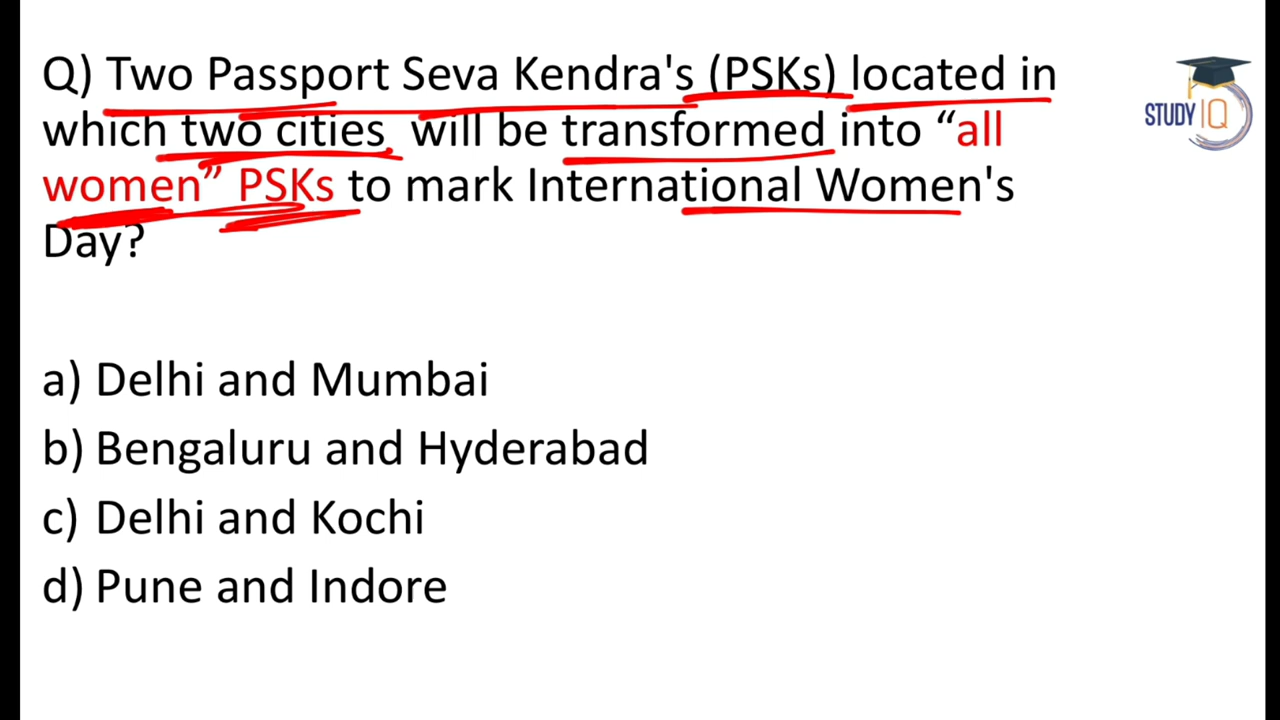 Q) Two Passport Seva Kendra's (PSKs) located in
which two cities will be transformed into “all
women” PSKs to mark International Women's
Day?
STUDY IQ
a) Delhi and Mumbai
b) Bengaluru and Hyderabad
c) Delhi and Kochi
d) Pune and Indore